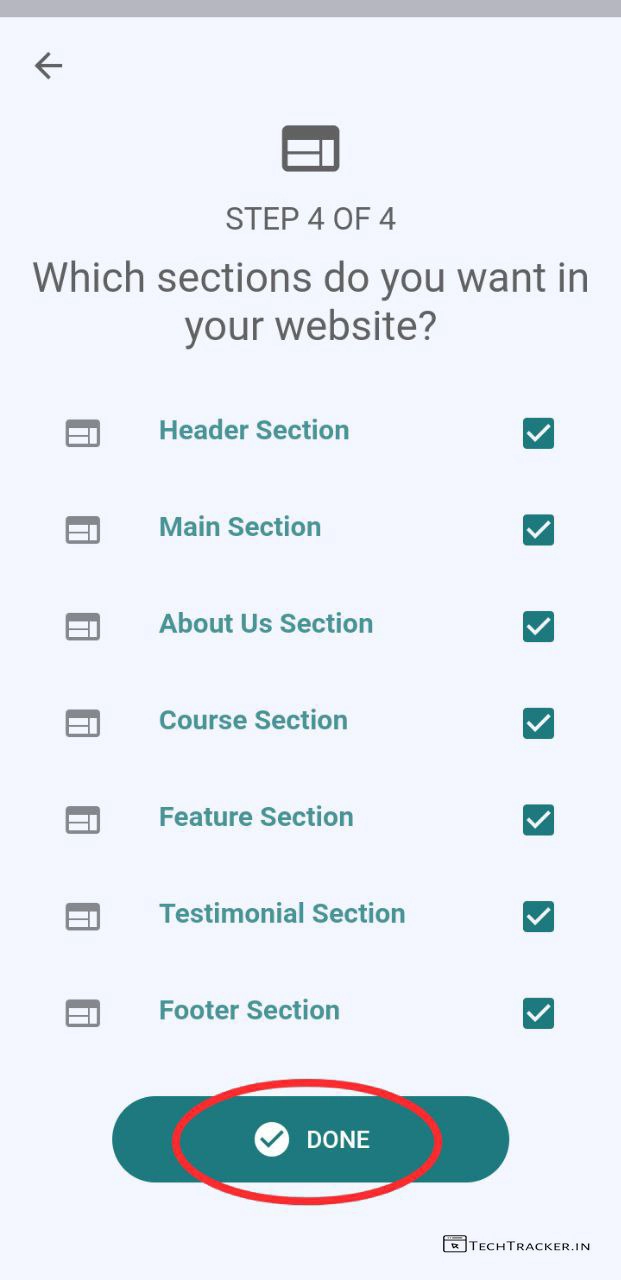 STEP 4 OF 4
Which sections do you want in
your website?
Header Section
Main Section
About Us Section
Course Section
Feature Section
Testimonial Section
Footer Section
DONE
TECHTRACKER.IN